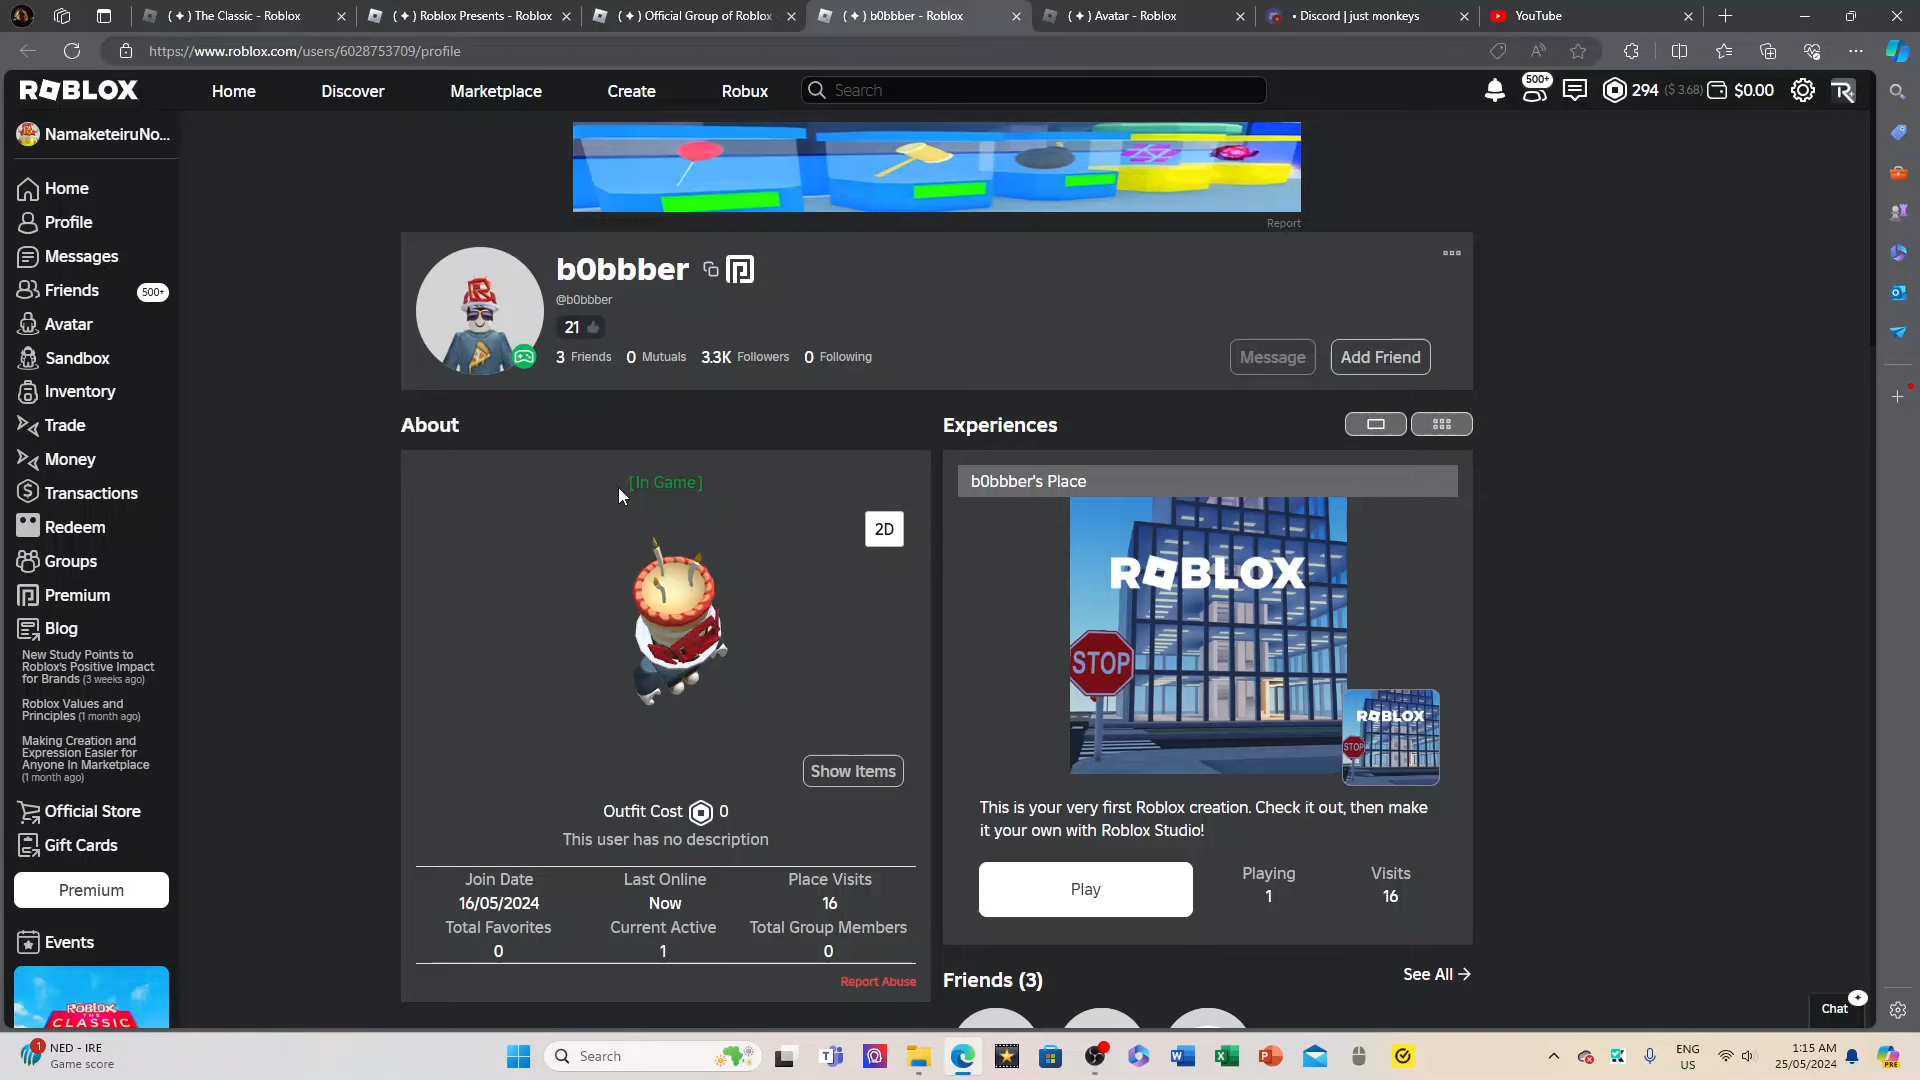 ( ✦ ) The Classic - Roblox
( ✦ ) Roblox Presents - Roblox
( ✦ ) Official Group of Roblox
( ✦ ) b0bbber - Roblox
( ✦ ) Avatar - Roblox
• Discord | just monkeys
YouTube
https://www.roblox.com/users/6028753709/profile
ROBLOX
Home
Discover
Marketplace
Create
Robux
Search
500+
294 ($ 3.68)
$0.00
NamaketeiruNo...
Home
Profile
Messages
Friends 500+
Avatar
Sandbox
Inventory
Trade
Money
Transactions
Redeem
Groups
Premium
Blog
New Study Points to
Roblox's Positive Impact
for Brands (3 weeks ago)
Roblox Values and
Principles (1 month ago)
Making Creation and
Expression Easier for
Anyone in Marketplace
(1 month ago)
Official Store
Gift Cards
Premium
Events
ROBLOX
THE
CLASSIC
Report
b0bbber
@b0bbber
21
3 Friends 0 Mutuals 3.3K Followers 0 Following
Message
Add Friend
About
[In Game]
2D
Show Items
Outfit Cost 0
This user has no description
Join Date Last Online Place Visits
16/05/2024 Now 16
Total Favorites Current Active Total Group Members
0 1 0
Report Abuse
Experiences
b0bbber's Place
ROBLOX
STOP
ROBLOX
STOP
This is your very first Roblox creation. Check it out, then make
it your own with Roblox Studio!
Play
Playing Visits
1 16
Friends (3)
See All →
Chat
1
NED - IRE
Game score
Search
ENG
US
1:15 AM
25/05/2024
PRE